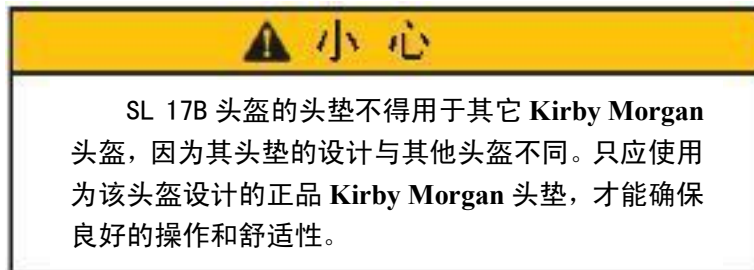 小心
SL 17B 头盔的头垫不得用于其它 Kirby Morgan
头盔，因为其头垫的设计与其他头盔不同。只应使用
为该头盔设计的正品 Kirby Morgan 头垫，才能确保
良好的操作和舒适性。